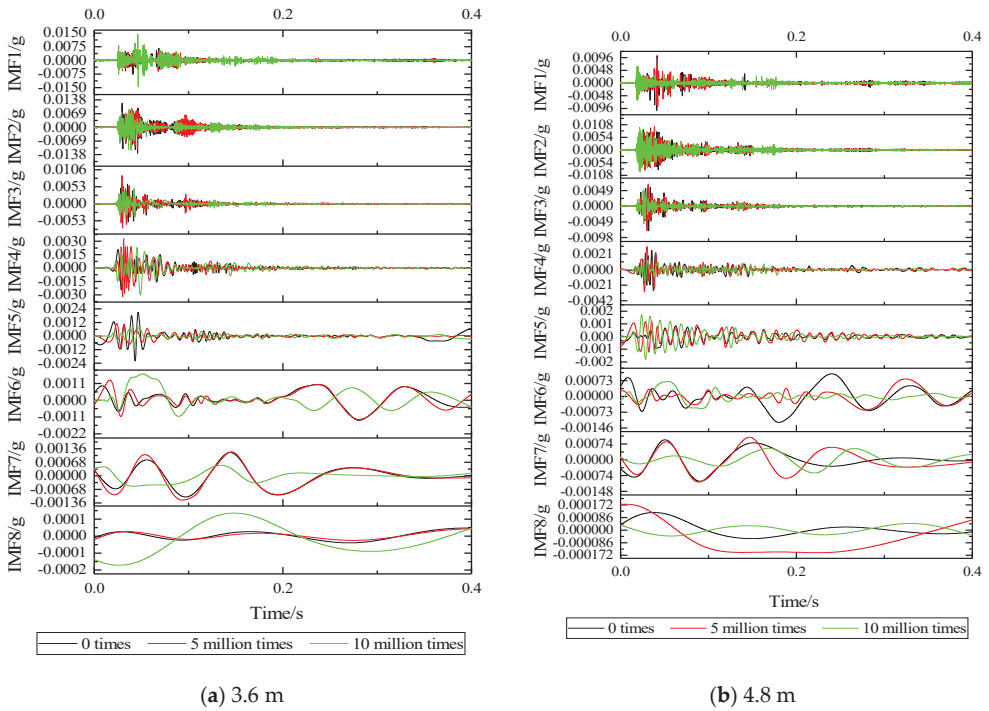 0.0 0.2 0.4
IMF1/g
0.0150
0.0075
0.0000
-0.0075
-0.0150
IMF2/g
0.0138
0.0069
0.0000
-0.0069
-0.0138
IMF3/g
0.0106
0.0053
0.0000
-0.0053
IMF4/g
0.0030
0.0015
0.0000
-0.0015
-0.0030
IMF5/g
0.0024
0.0012
0.0000
-0.0012
-0.0024
IMF6/g
0.0011
0.0000
-0.0011
-0.0022
IMF7/g
0.00136
0.00068
0.00000
-0.00068
-0.00136
IMF8/g
0.0001
0.0000
-0.0001
-0.0002
0.0 0.2 0.4
Time/s
0 times 5 million times 10 million times
(a) 3.6 m
0.0 0.2 0.4
IMF1/g
0.0096
0.0048
0.0000
-0.0048
-0.0096
IMF2/g
0.0108
0.0054
0.0000
-0.0054
-0.0108
IMF3/g
0.0049
0.0000
-0.0049
-0.0098
IMF4/g
0.0021
0.0000
-0.0021
-0.0042
IMF5/g
0.002
0.001
0.000
-0.001
-0.002
IMF6/g
0.00073
0.00000
-0.00073
-0.00146
IMF7/g
0.00074
0.00000
-0.00074
-0.00148
IMF8/g
0.000172
0.000086
0.000000
-0.000086
-0.000172
0.0 0.2 0.4
Time/s
0 times 5 million times 10 million times
(b) 4.8 m